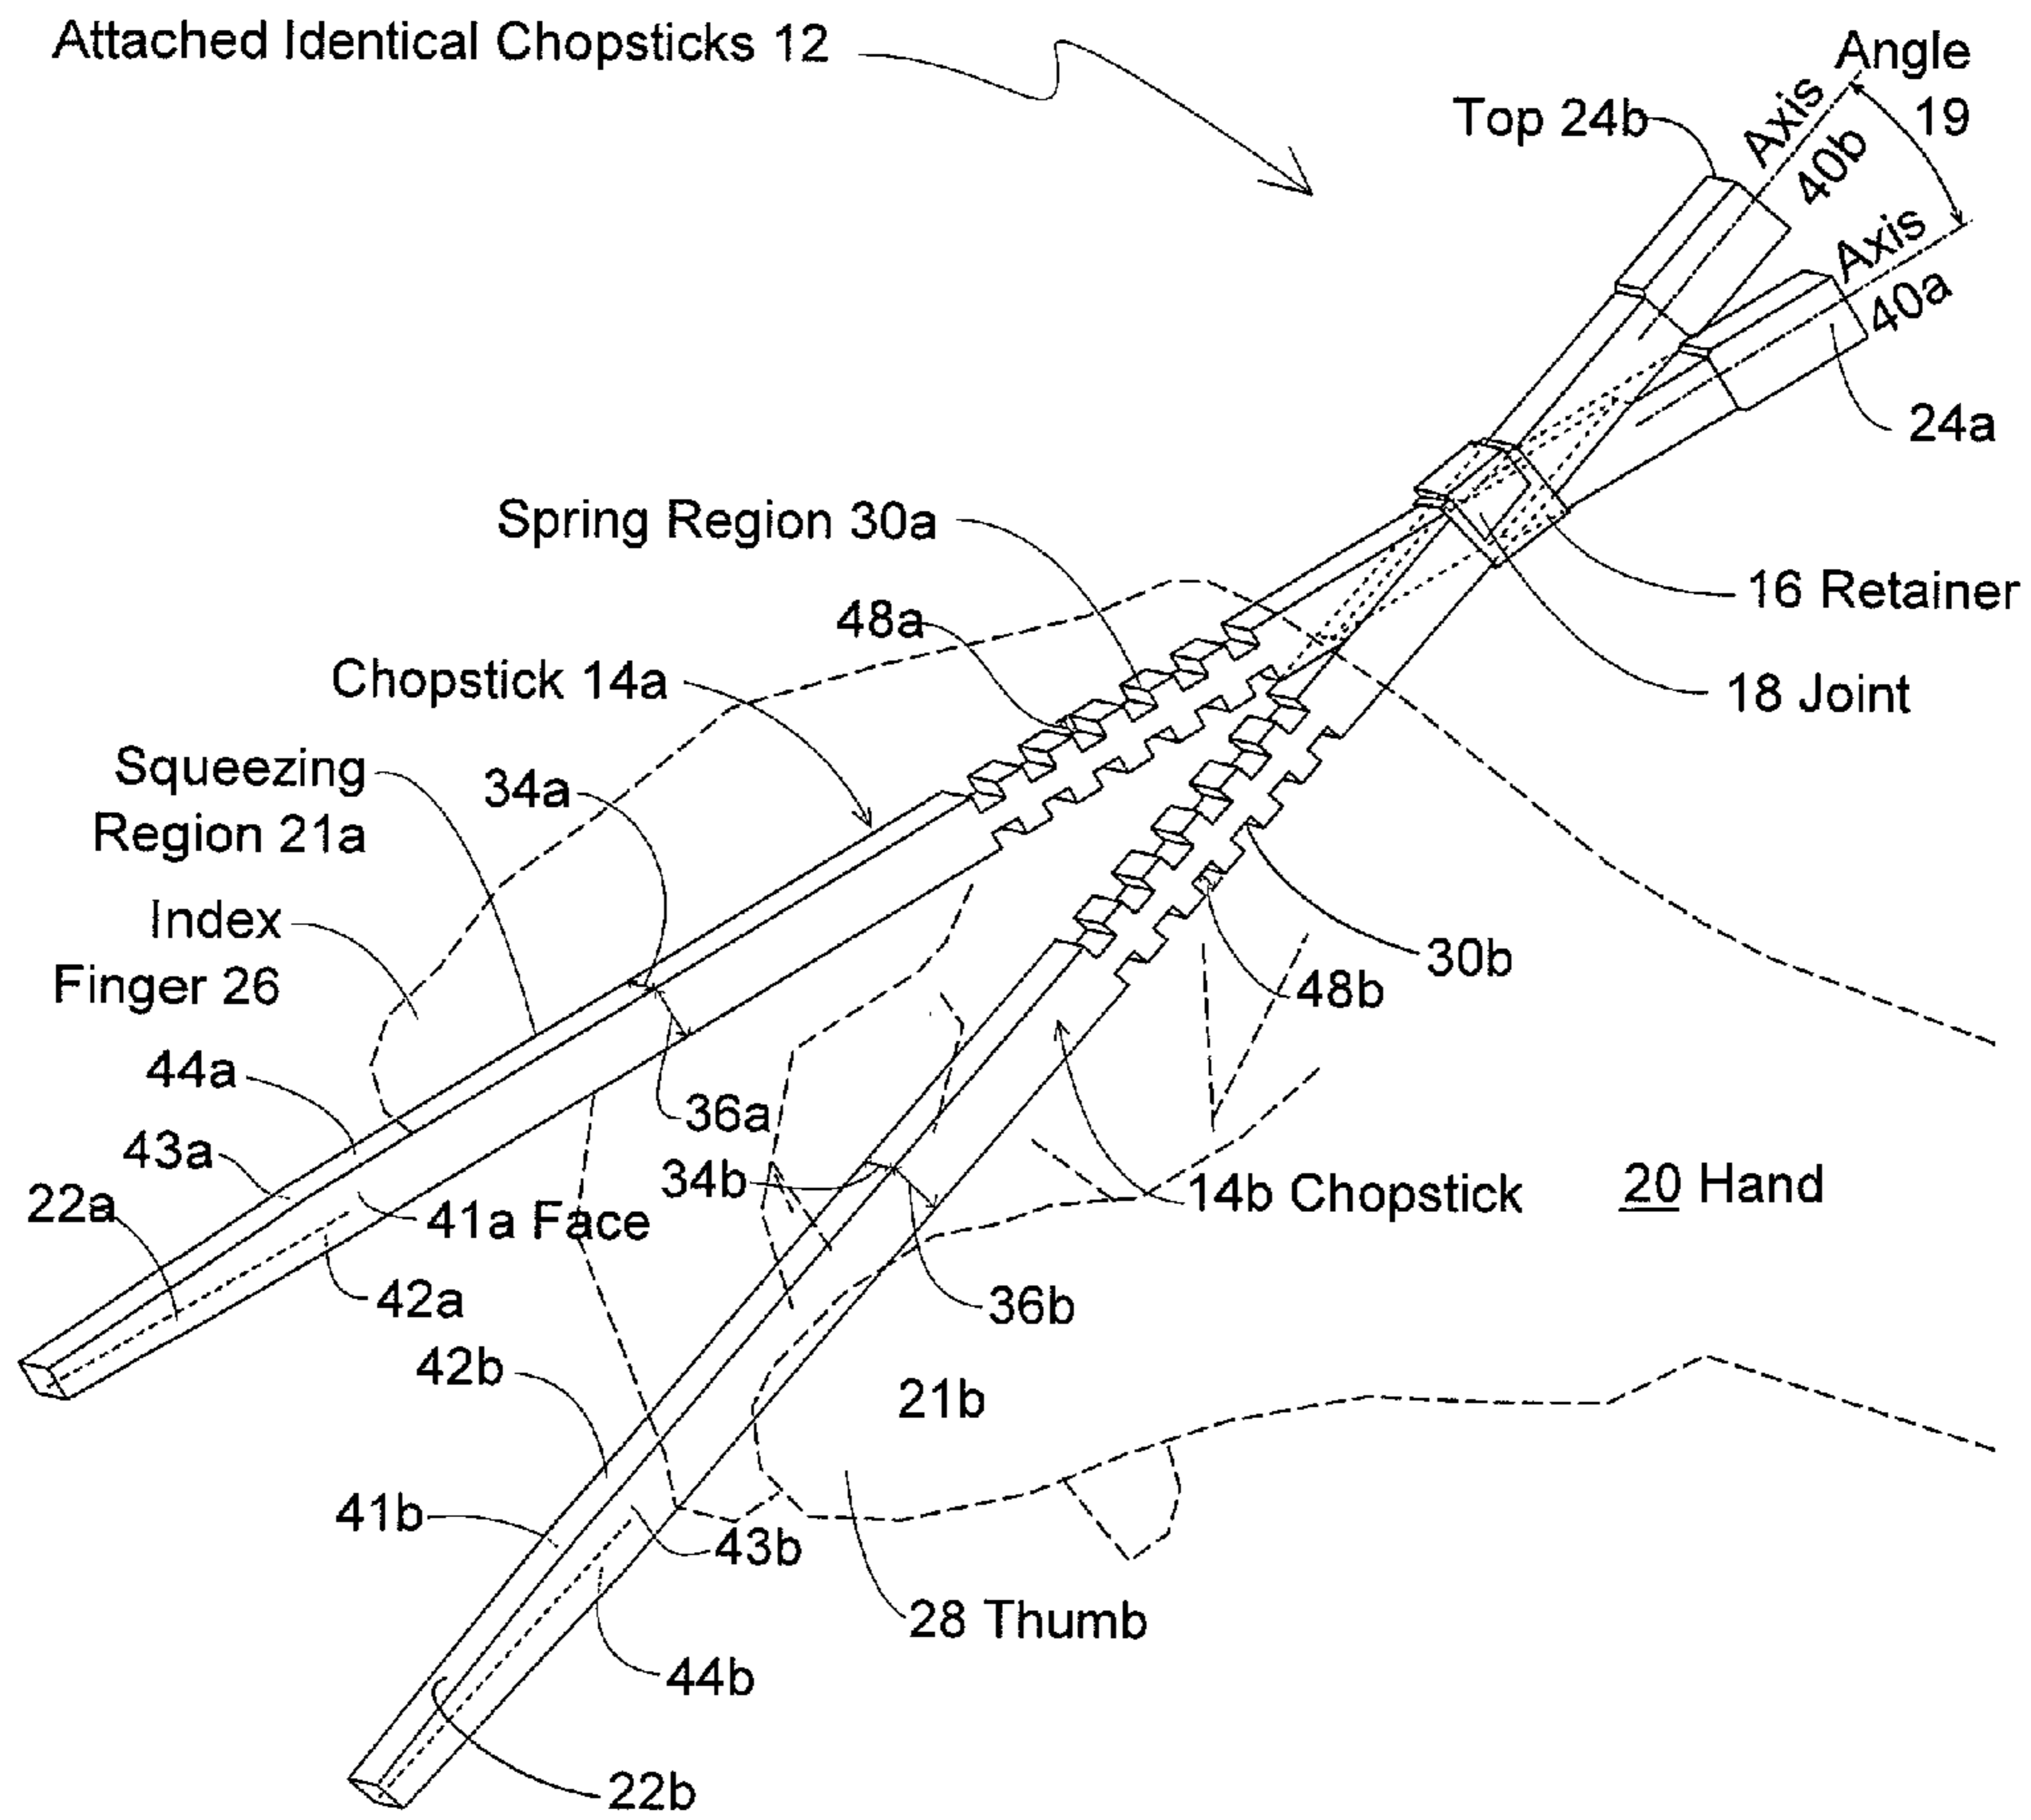 Attached Identical Chopsticks 12
Angle
19
Top 24b
Axis
40b
Axis
40a
24a
Spring Region 30a
16 Retainer
48a
18 Joint
Chopstick 14a
Squeezing
Region 21a
34a
Index
Finger 26
30b
48b
44a
36a
43a
34b
14b Chopstick
20 Hand
22a
41a Face
42a
36b
42b
21b
41b
43b
28 Thumb
44b
22b